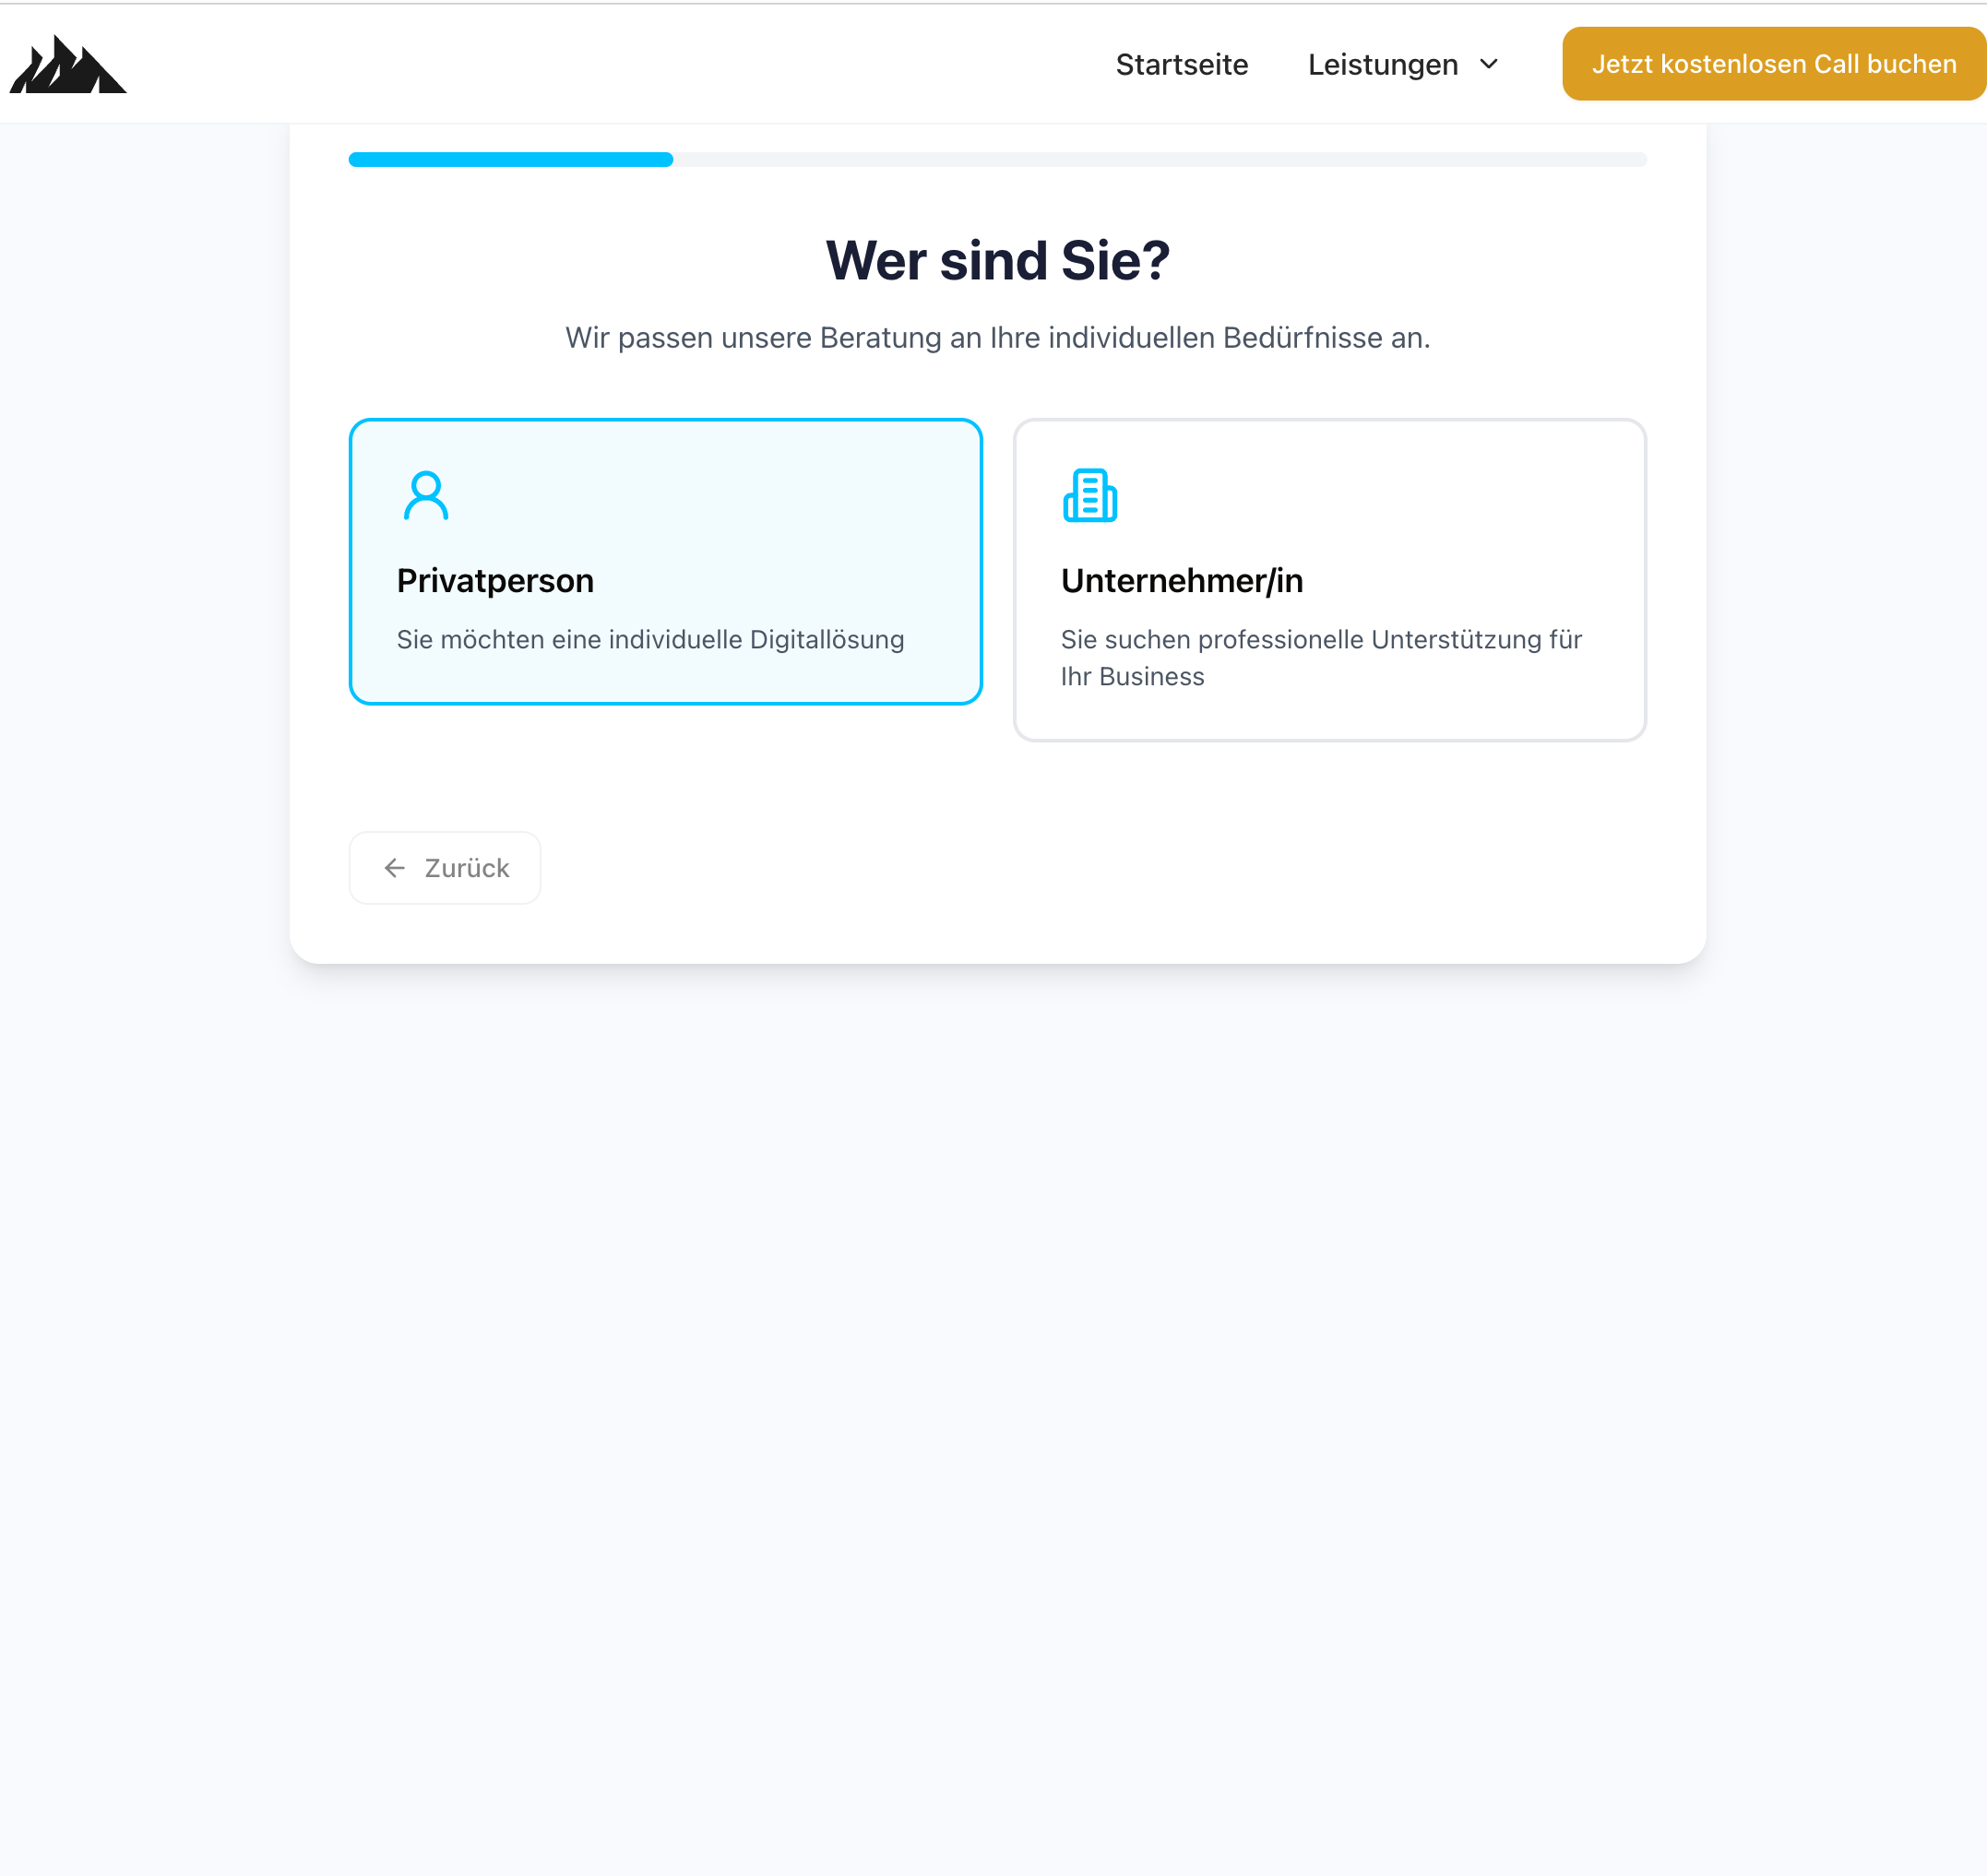 Startseite
Leistungen
Jetzt kostenlosen Call buchen
Wer sind Sie?
Wir passen unsere Beratung an Ihre individuellen Bedürfnisse an.
Privatperson
Sie möchten eine individuelle Digitallösung
Unternehmer/in
Sie suchen professionelle Unterstützung für
Ihr Business
Zurück